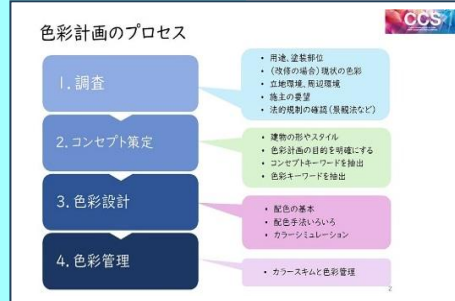 色彩計画のプロセス
CCS
1. 調査
• 用途、塗装部位
• (改修の場合)現状の色彩
• 立地環境、周辺環境
• 施主の要望
• 法的規制の確認(景観法など)
2. コンセプト策定
• 建物の形やスタイル
• 色彩計画の目的を明確にする
• コンセプトキーワードを抽出
• 色彩キーワードを抽出
3. 色彩設計
• 配色の基本
• 配色手法いろいろ
• カラーシミュレーション
4. 色彩管理
• カラースキムと色彩管理
2